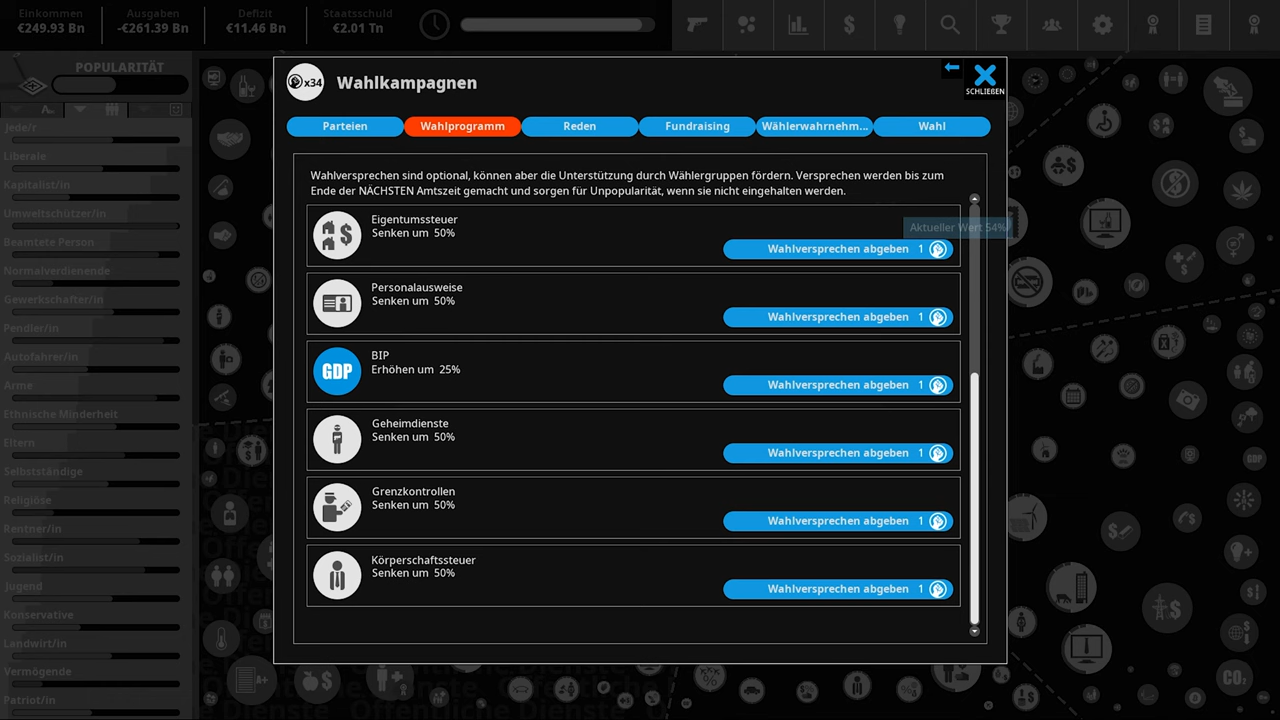 Einkommen
€249.93 Bn
Ausgaben
-€261.39 Bn
Defizit
€11.46 Bn
Staatsschuld
€2.01 Tn
POPULARITÄT
Jede/r
Liberale
Kapitalist/in
Umweltschützer/in
Beamtete Person
Normalverdienende
Gewerkschafter/in
Pendler/in
Autofahrer/in
Arme
Ethnische Minderheit
Eltern
Selbstständige
Religiöse
Rentner/in
Sozialist/in
Jugend
Konservative
Landwirt/in
Vermögende
Patriot/in
x34
Wahlkampagnen
SCHLIEßEN
Parteien
Wahlprogramm
Reden
Fundraising
Wählerwahrnehm...
Wahl
Wahlversprechen sind optional, können aber die Unterstützung durch Wählergruppen fördern. Versprechen werden bis zum
Ende der NÄCHSTEN Amtszeit gemacht und sorgen für Unpopularität, wenn sie nicht eingehalten werden.
Eigentumssteuer
Senken um 50%
Aktueller Wert 54%
Wahlversprechen abgeben 1
Personalausweise
Senken um 50%
Wahlversprechen abgeben 1
GDP
BIP
Erhöhen um 25%
Wahlversprechen abgeben 1
Geheimdienste
Senken um 50%
Wahlversprechen abgeben 1
Grenzkontrollen
Senken um 50%
Wahlversprechen abgeben 1
Körperschaftssteuer
Senken um 50%
Wahlversprechen abgeben 1
GDP
CO₂
Öffentliche Dienste